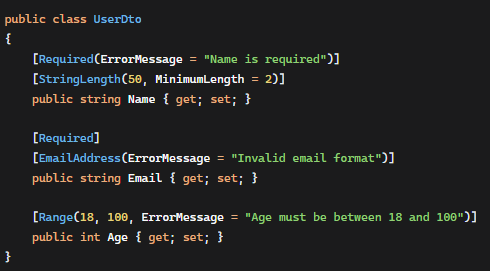 public class UserDto
{
    [Required(ErrorMessage = "Name is required")]
    [StringLength(50, MinimumLength = 2)]
    public string Name { get; set; }

    [Required]
    [EmailAddress(ErrorMessage = "Invalid email format")]
    public string Email { get; set; }

    [Range(18, 100, ErrorMessage = "Age must be between 18 and 100")]
    public int Age { get; set; }
}